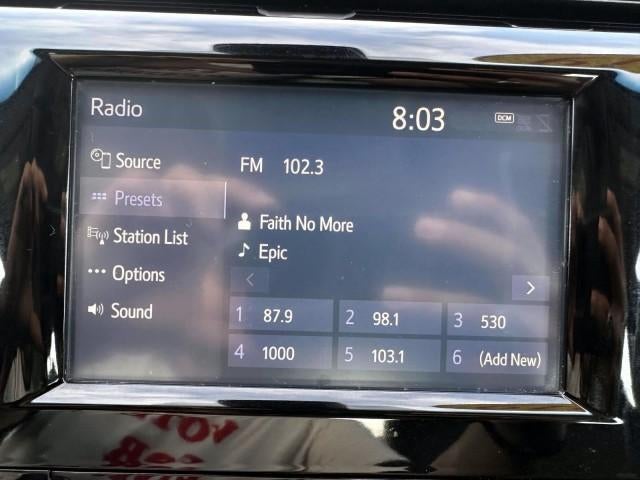 Radio 8:03 DCM
Source
FM 102.3
Presets
Faith No More
Station List
Epic
Options
Sound
1 87.9 2 98.1 3 530
4 1000 5 103.1 6 (Add New)